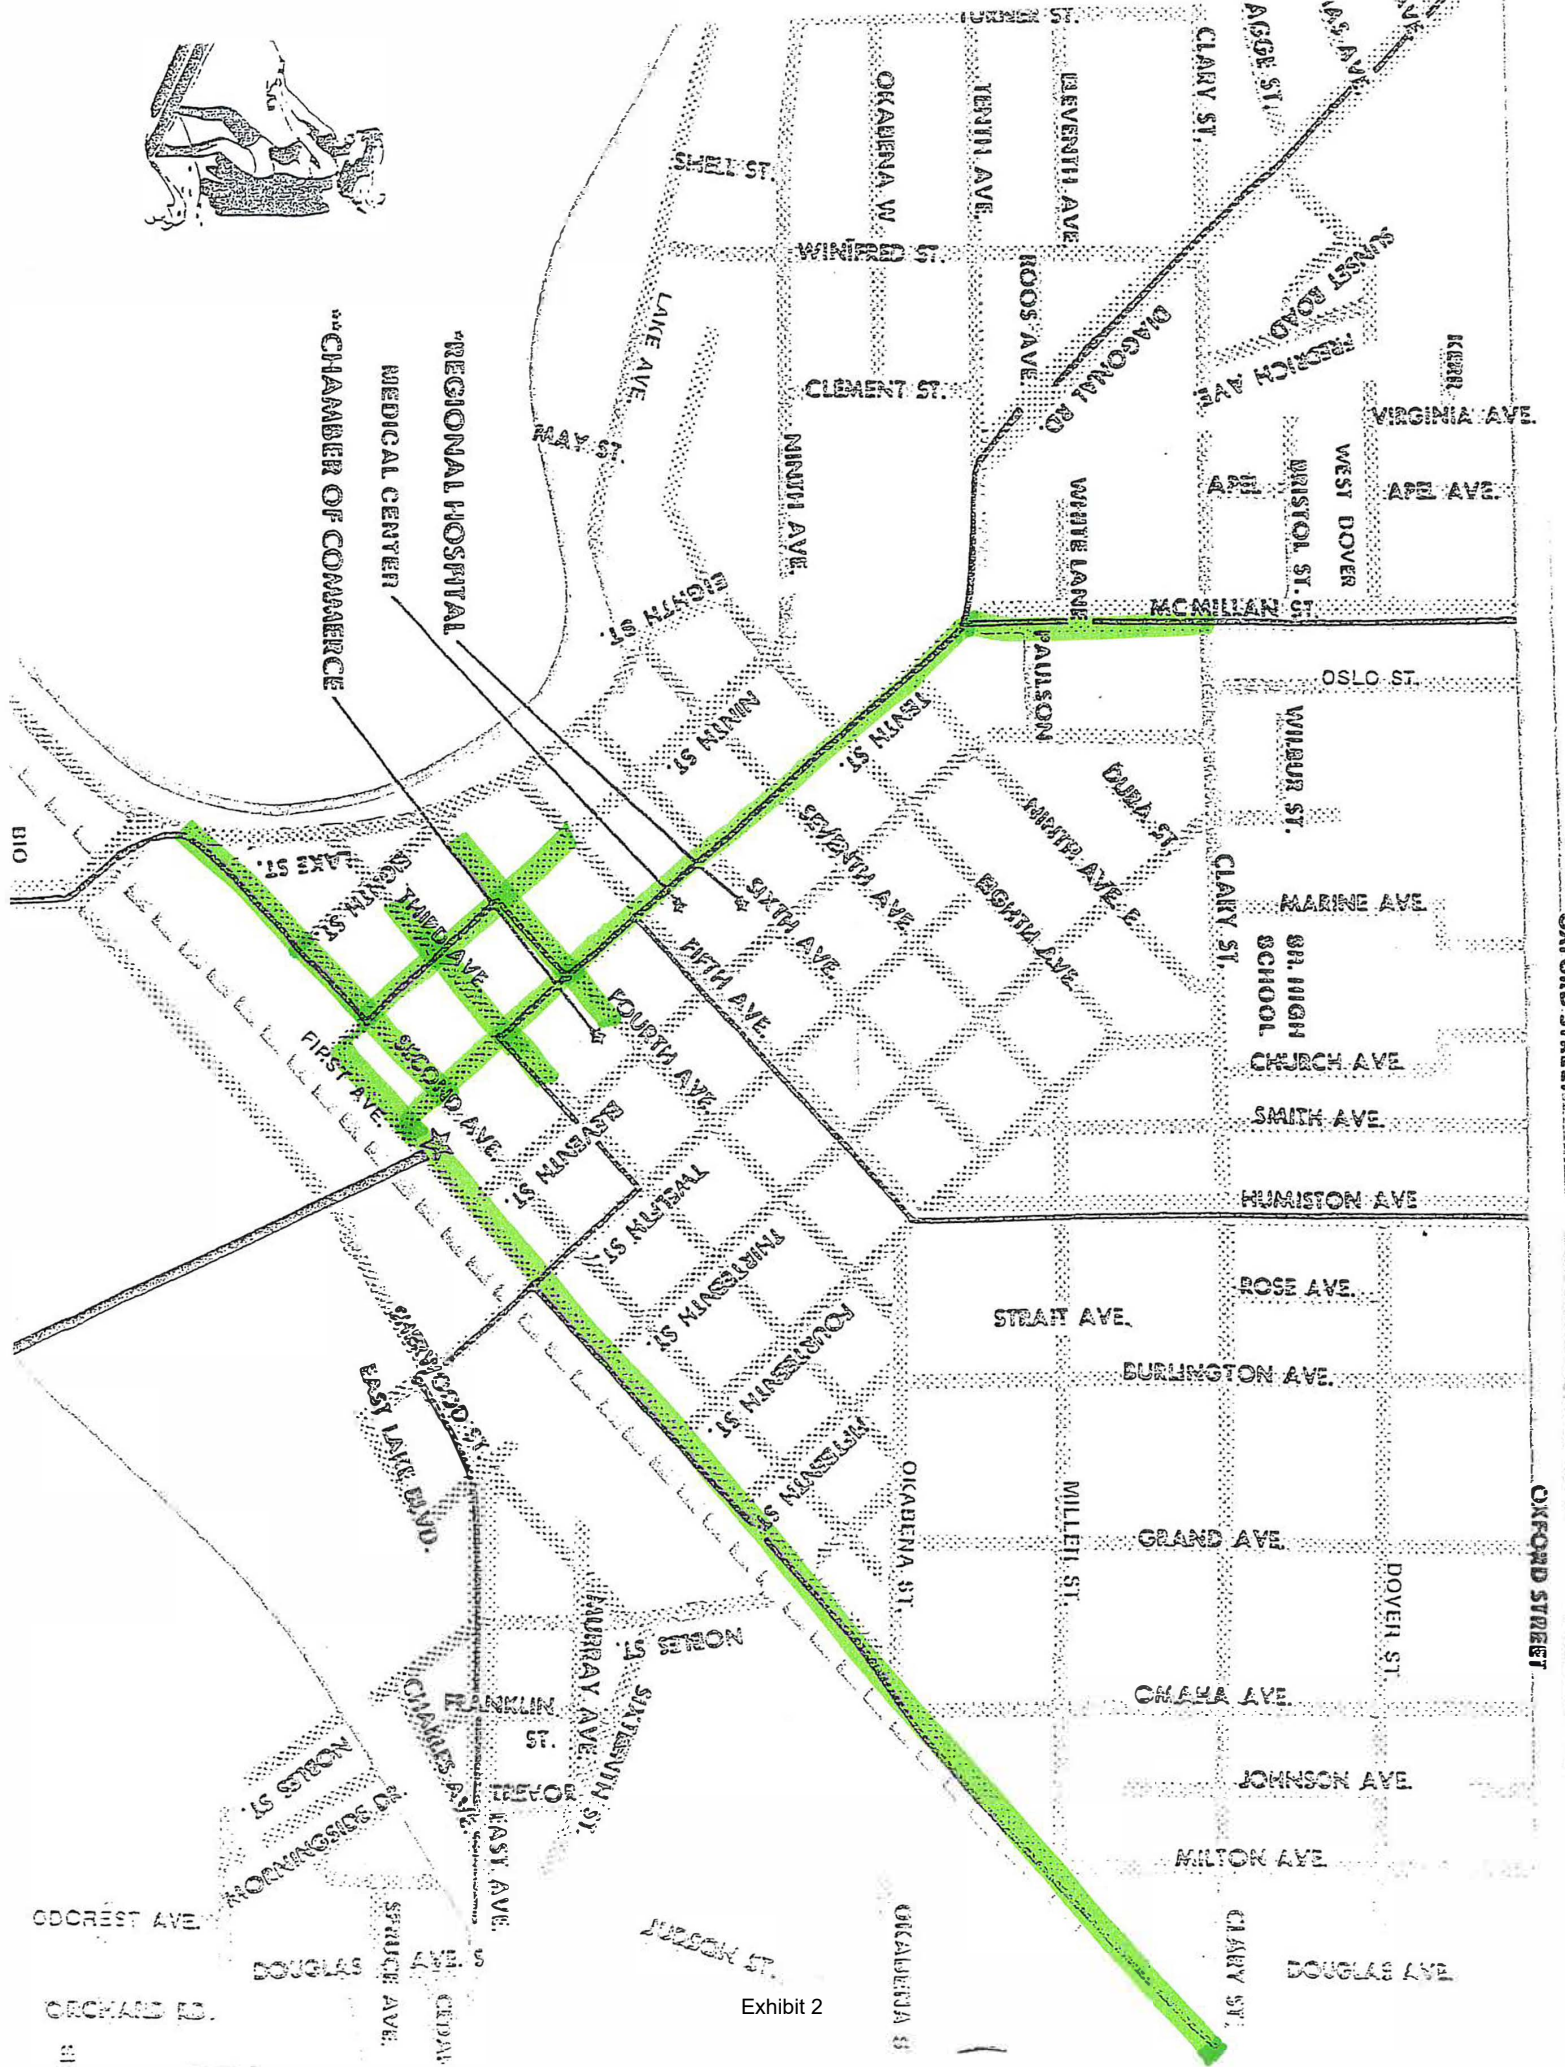 TURNER ST.
CLARY ST.
OKABENA W
TENTH AVE.
ELEVENTH AVE
SHELL ST.
WINIFRED ST.
SUNSET ROAD
FREDRICH AVE
ROOS AVE.
DIAGONAL RD.
LAKE AVE.
CLEMENT ST.
VIRGINIA AVE.
MAY ST.
NINTH AVE.
APEL
BRISTOL ST.
WEST DOVER
APEL AVE.
WHITE LANE
MCMILLAN ST.
EIGHTH ST.
PAULSON
OSLO ST.
WILBUR ST.
*REGIONAL HOSPITAL
MEDICAL CENTER
**CHAMBER OF COMMERCE
NINTH ST.
TENTH ST.
DURA ST.
NINTH AVE E.
SEVENTH AVE.
EIGHTH AVE.
SIXTH AVE.
FIFTH AVE.
FOURTH AVE.
CLARY ST.
MARINE AVE.
SR. HIGH
SCHOOL
CHURCH AVE.
SMITH AVE.
HUMISTON AVE
BIO
LAKE ST.
THIRD AVE.
SECOND AVE.
FIRST AVE.
ELEVENTH ST.
TWELFTH ST.
THIRTEENTH ST.
FOURTEENTH ST.
FIFTEENTH S
ROSE AVE.
STRAIT AVE.
BURLINGTON AVE.
SHERWOOD ST.
EAST LAKE BLVD.
OKABENA ST.
MILLER ST.
GRAND AVE.
DOVER ST.
OXFORD STREET
NOBLES ST.
MURRAY AVE.
SIXTEENTH ST.
OMAHA AVE.
CHARLES AVE.
ST.
JOHNSON AVE.
NOBLES ST.
MORNINGSIDE DR.
EAST AVE.
MILTON AVE.
SPRUCE AVE.
DOUGLAS AVE. S
JUDSON ST.
OKABENA S
CLARY ST.
DOUGLAS AVE.
ORCHARD RD.
CEDAR
Exhibit 2